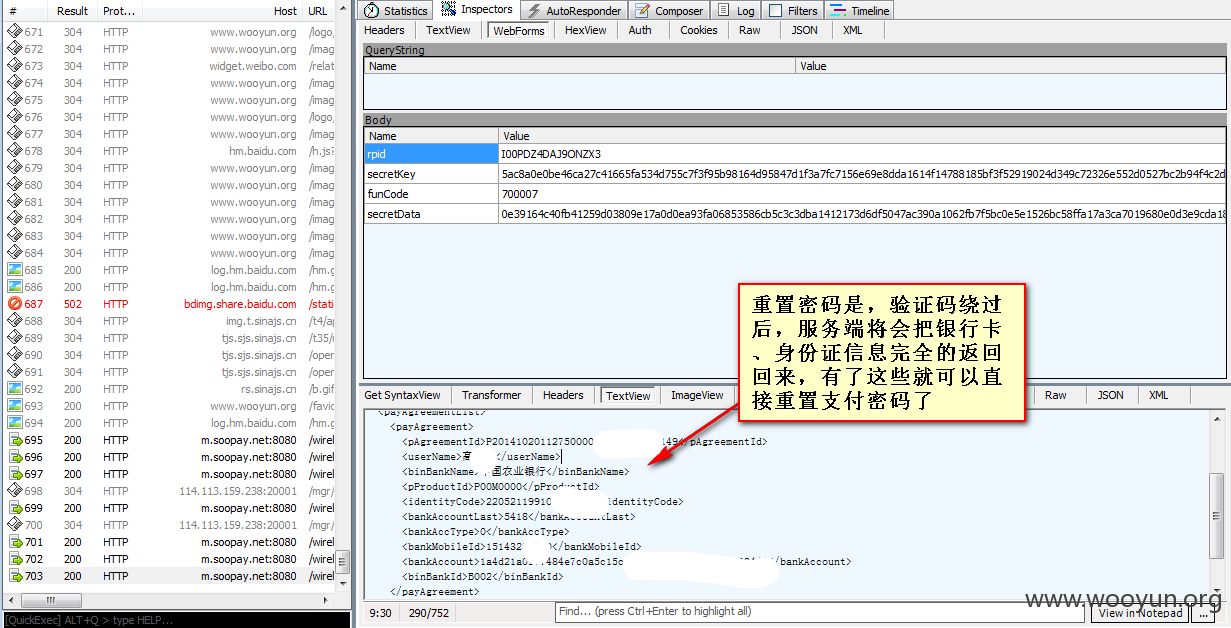 # Result Prot... Host URL
671 304 HTTP www.wooyun.org /logo,
672 304 HTTP www.wooyun.org /imag
673 304 HTTP widget.weibo.com /relat
674 304 HTTP www.wooyun.org /imag
675 304 HTTP www.wooyun.org /imag
676 304 HTTP www.wooyun.org /logo,
677 304 HTTP www.wooyun.org /imag
678 304 HTTP hm.baidu.com /h.js?
679 304 HTTP www.wooyun.org /imag
680 304 HTTP www.wooyun.org /imag
681 304 HTTP www.wooyun.org /imag
682 304 HTTP www.wooyun.org /imag
683 304 HTTP www.wooyun.org /imag
684 304 HTTP www.wooyun.org /imag
685 200 HTTP log.hm.baidu.com /hm.g
686 200 HTTP log.hm.baidu.com /hm.g
687 502 HTTP bdimg.share.baidu.com /stati
688 304 HTTP img.t.sinajs.cn /t4/ap
689 304 HTTP tjs.sjs.sinajs.cn /t35/
690 304 HTTP tjs.sjs.sinajs.cn /open
691 304 HTTP tjs.sjs.sinajs.cn /open
692 200 HTTP rs.sinajs.cn /b.gif
693 200 HTTP www.wooyun.org /favic
694 200 HTTP log.hm.baidu.com /hm.g
695 200 HTTP m.soopay.net:8080 /wirel
696 200 HTTP m.soopay.net:8080 /wirel
697 200 HTTP m.soopay.net:8080 /wirel
698 304 HTTP 114.113.159.238:20001 /mgr/
699 200 HTTP m.soopay.net:8080 /wirel
700 304 HTTP 114.113.159.238:20001 /mgr/
701 200 HTTP m.soopay.net:8080 /wirel
702 200 HTTP m.soopay.net:8080 /wirel
703 200 HTTP m.soopay.net:8080 /wirel
[QuickExec] ALT+Q > type HELP...
Statistics Inspectors AutoResponder Composer Log Filters Timeline
Headers TextView WebForms HexView Auth Cookies Raw JSON XML
QueryString
Name Value
Body
Name Value
rpid I00PDZ4DAJ9ONZX3
secretKey 5ac8a0e0be46ca27c41665fa534d755c7f3f95b98164d95847d1f3a7fc7156e69e8dda1614f14788185bf3f52919024d349c72326e552d0527bc2b94f4c2d
funCode 700007
secretData 0e39164c40fb41259d03809e17a0d0ea93fa06853586cb5c3c3dba1412173d6df5047ac390a1062fb7f5bc0e5e1526bc58ffa17a3ca7019680e0d3e9cda18
重置密码是，验证码绕过
后，服务端将会把银行卡
、身份证信息完全的返回
回来，有了这些就可以直
接重置支付密码了
Get SyntaxView Transformer Headers TextView ImageView Raw JSON XML
<payAgreementList>
<payAgreement>
<pAgreementId>P20141020112750000 149</pAgreementId>
<userName>高 </userName>
<binBankName> 国农业银行</binBankName>
<pProductId>P00M0000</pProductId>
<identityCode>22052119910 identityCode>
<bankAccountLast>5418</bankAccountLast>
<bankAccType>0</bankAccType>
<bankMobileId>151432 </bankMobileId>
<bankAccount>1a4d21a0 484e7c0a5c15c /bankAccount>
<binBankId>B002</binBankId>
</payAgreement>
9:30 290/752 Find... (press Ctrl+Enter to highlight all) View in Notepad ...
www.wooyun.org